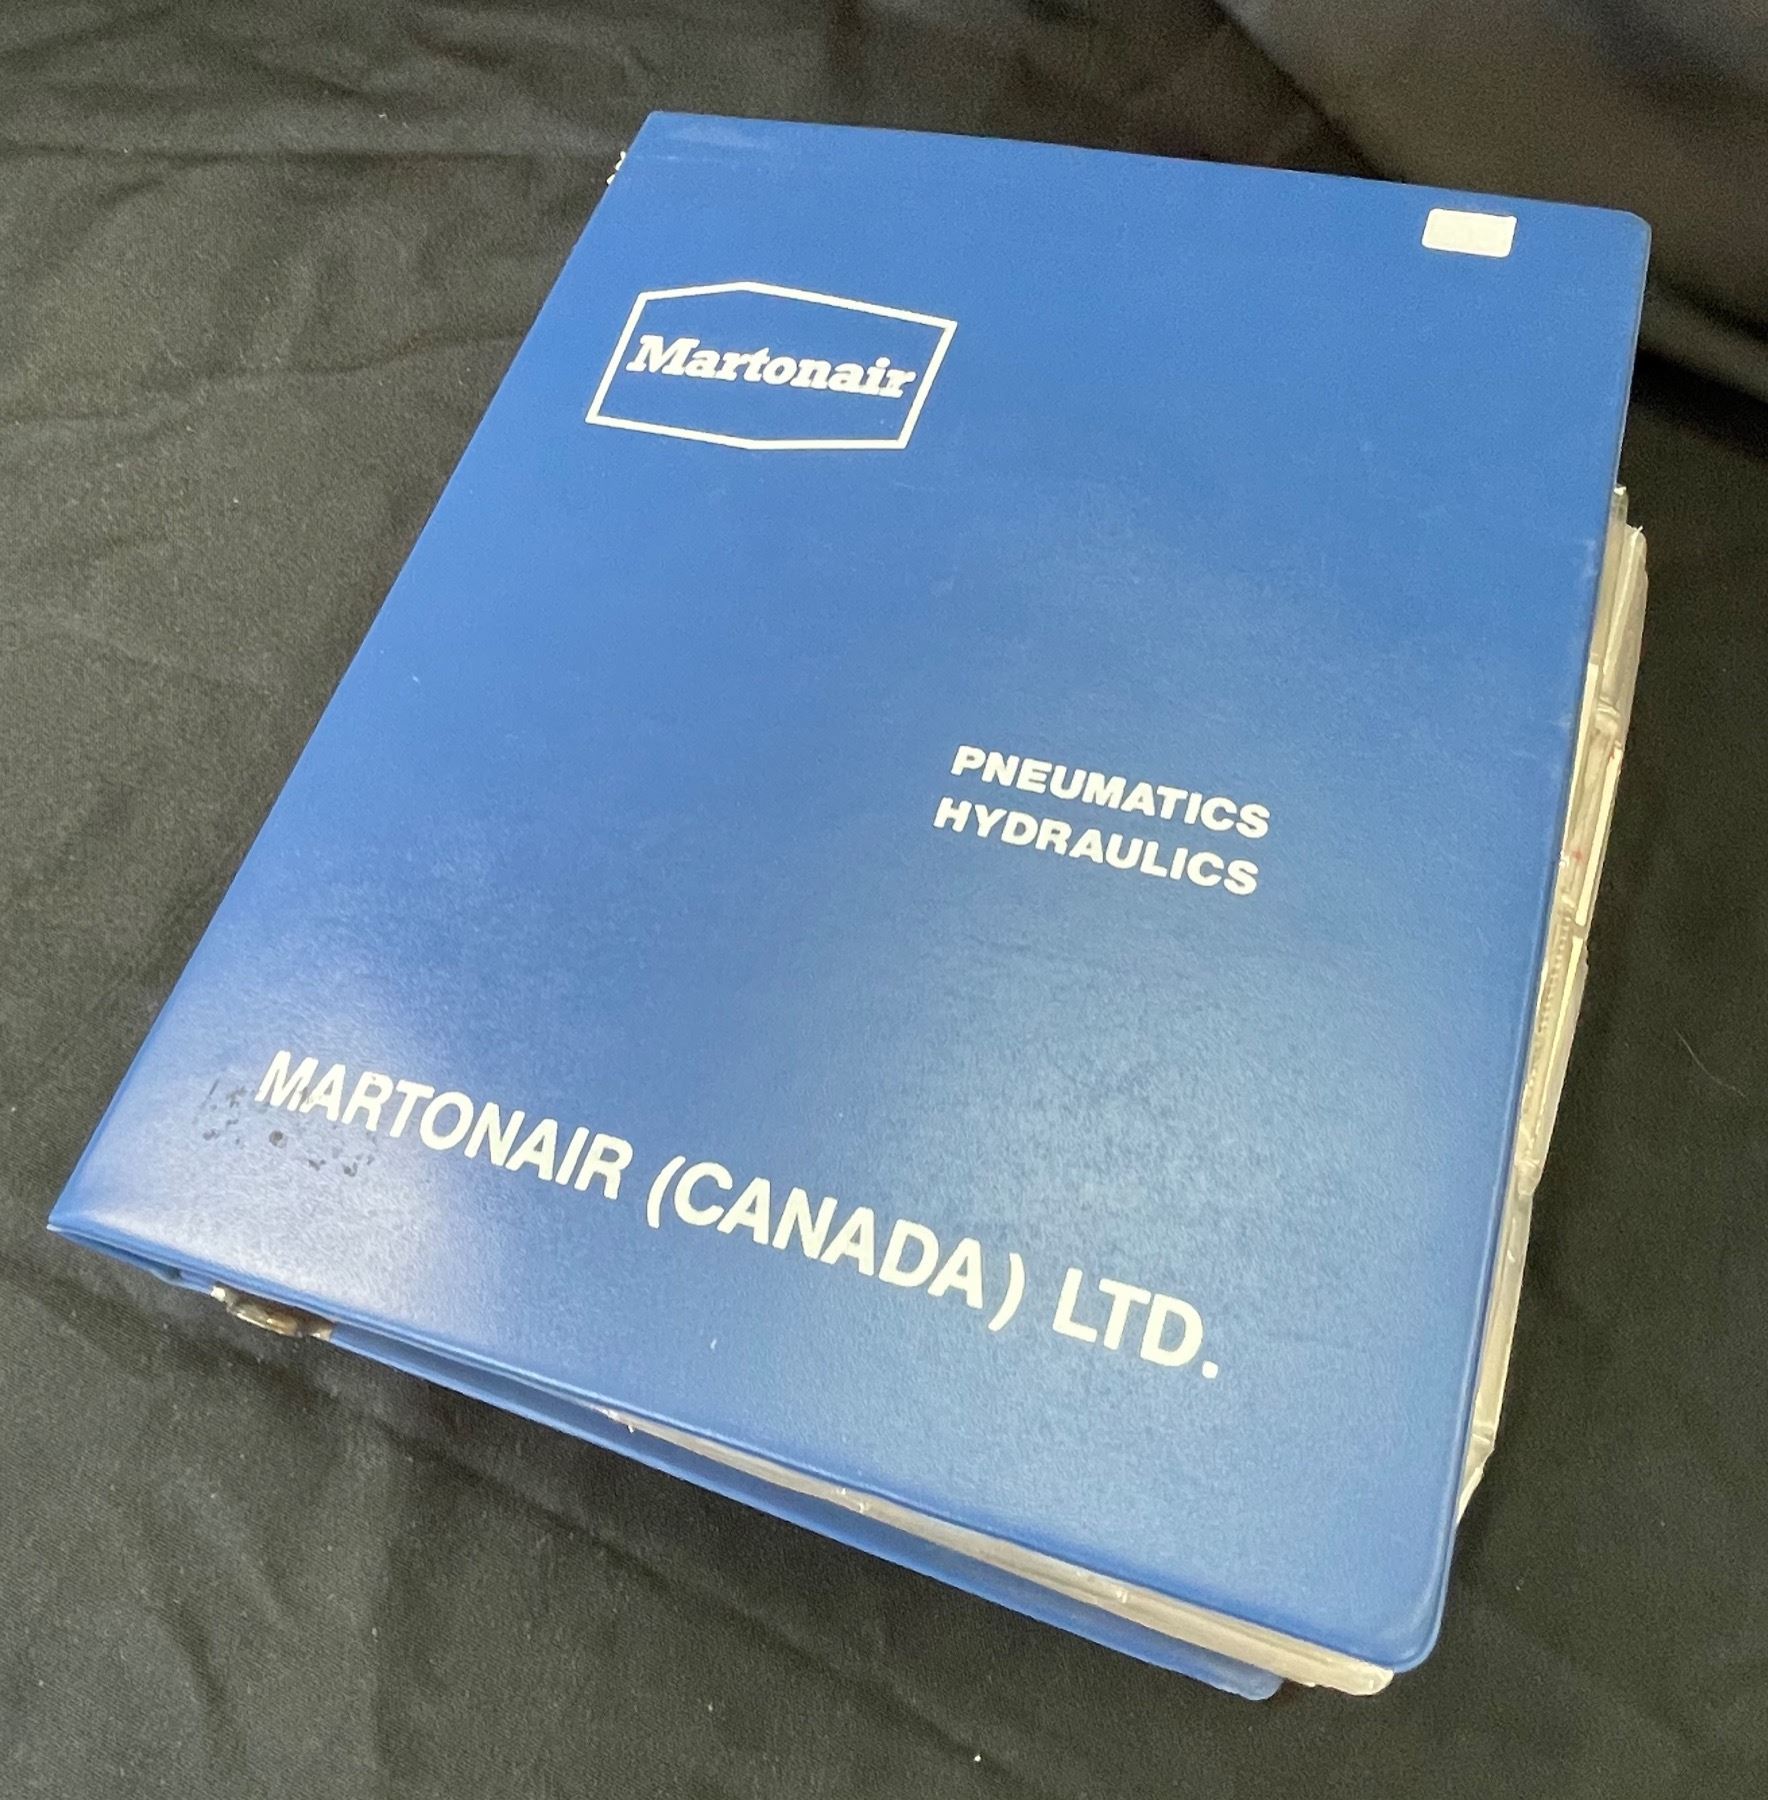 Martonair
PNEUMATICS
HYDRAULICS
MARTONAIR (CANADA) LTD.